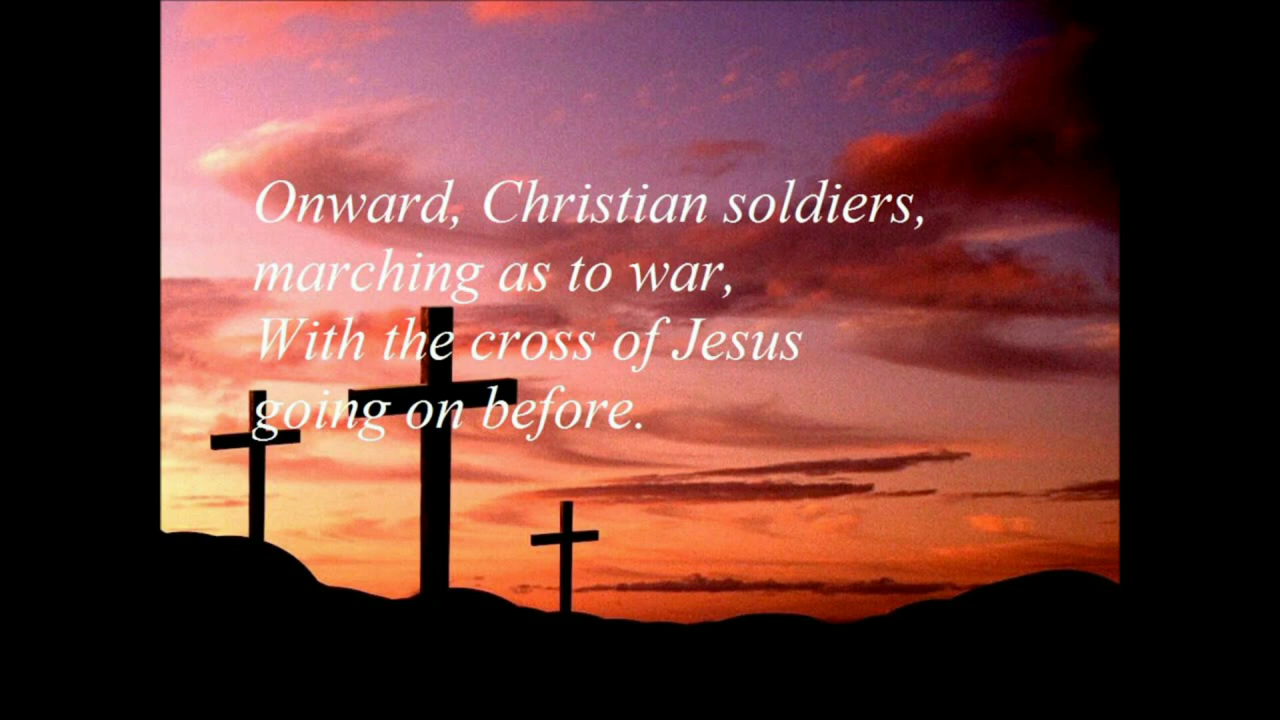 Onward, Christian soldiers,
marching as to war,
With the cross of Jesus
going on before.